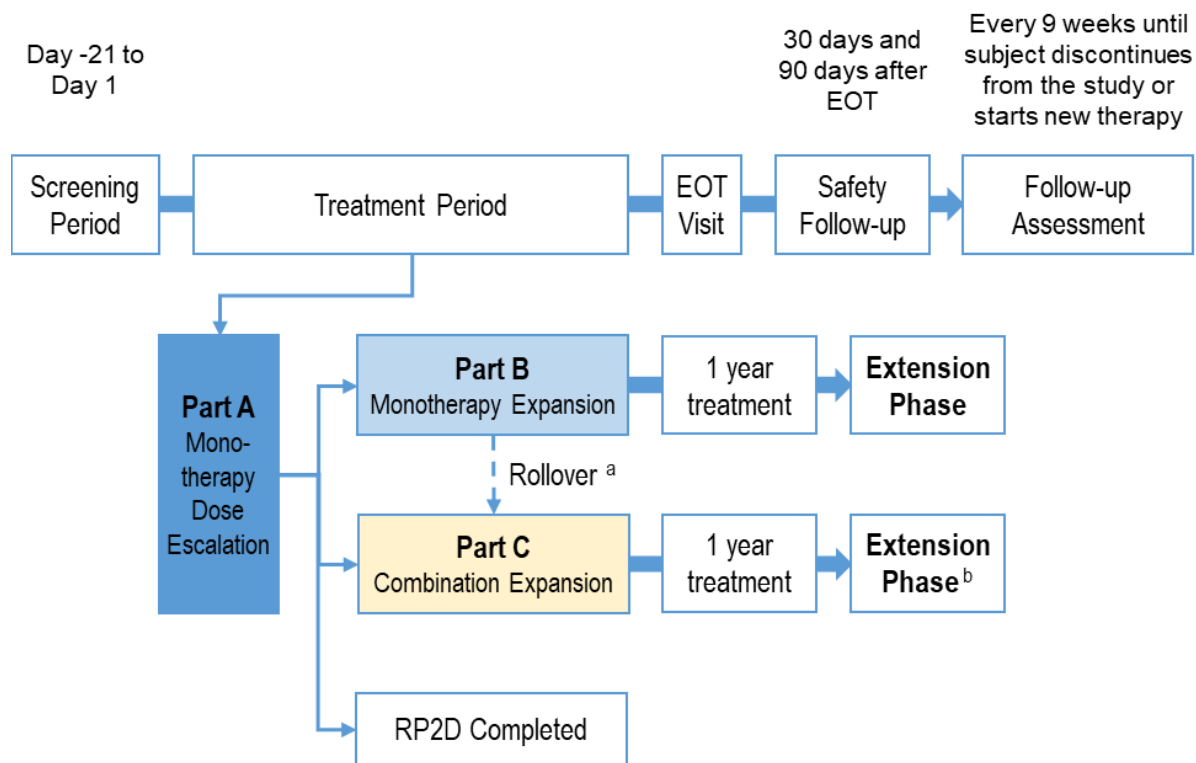 Day -21 to
Day 1
30 days and
90 days after
EOT
Every 9 weeks until
subject discontinues
from the study or
starts new therapy
Screening
Period
Treatment Period
EOT
Visit
Safety
Follow-up
Follow-up
Assessment
Part A
Mono-
therapy
Dose
Escalation
Part B
Monotherapy Expansion
1 year
treatment
Extension
Phase
Rollover a
Part C
Combination Expansion
1 year
treatment
Extension
Phase b
RP2D Completed